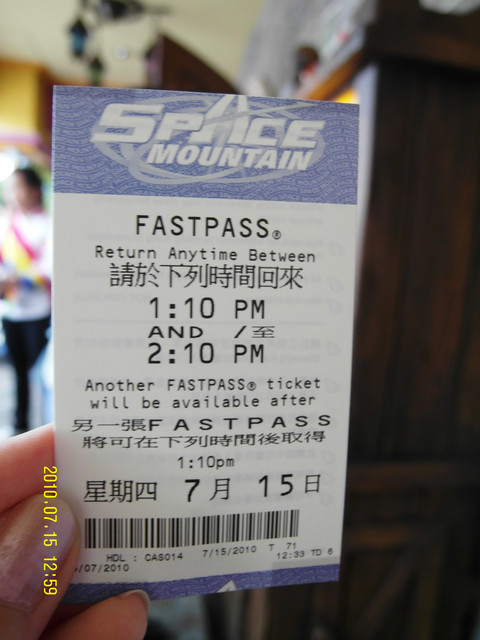 SPACE
MOUNTAIN
FASTPASS®
Return Anytime Between
請於下列時間回來
1:10 PM
AND /至
2:10 PM
Another FASTPASS® ticket
will be available after
另一張FASTPASS
將可在下列時間後取得
1:10pm
星期四 7月 15日
HDL : CAS014 7/15/2010 T 71
/07/2010 12:33 TD 6
2010.07.15 12:59